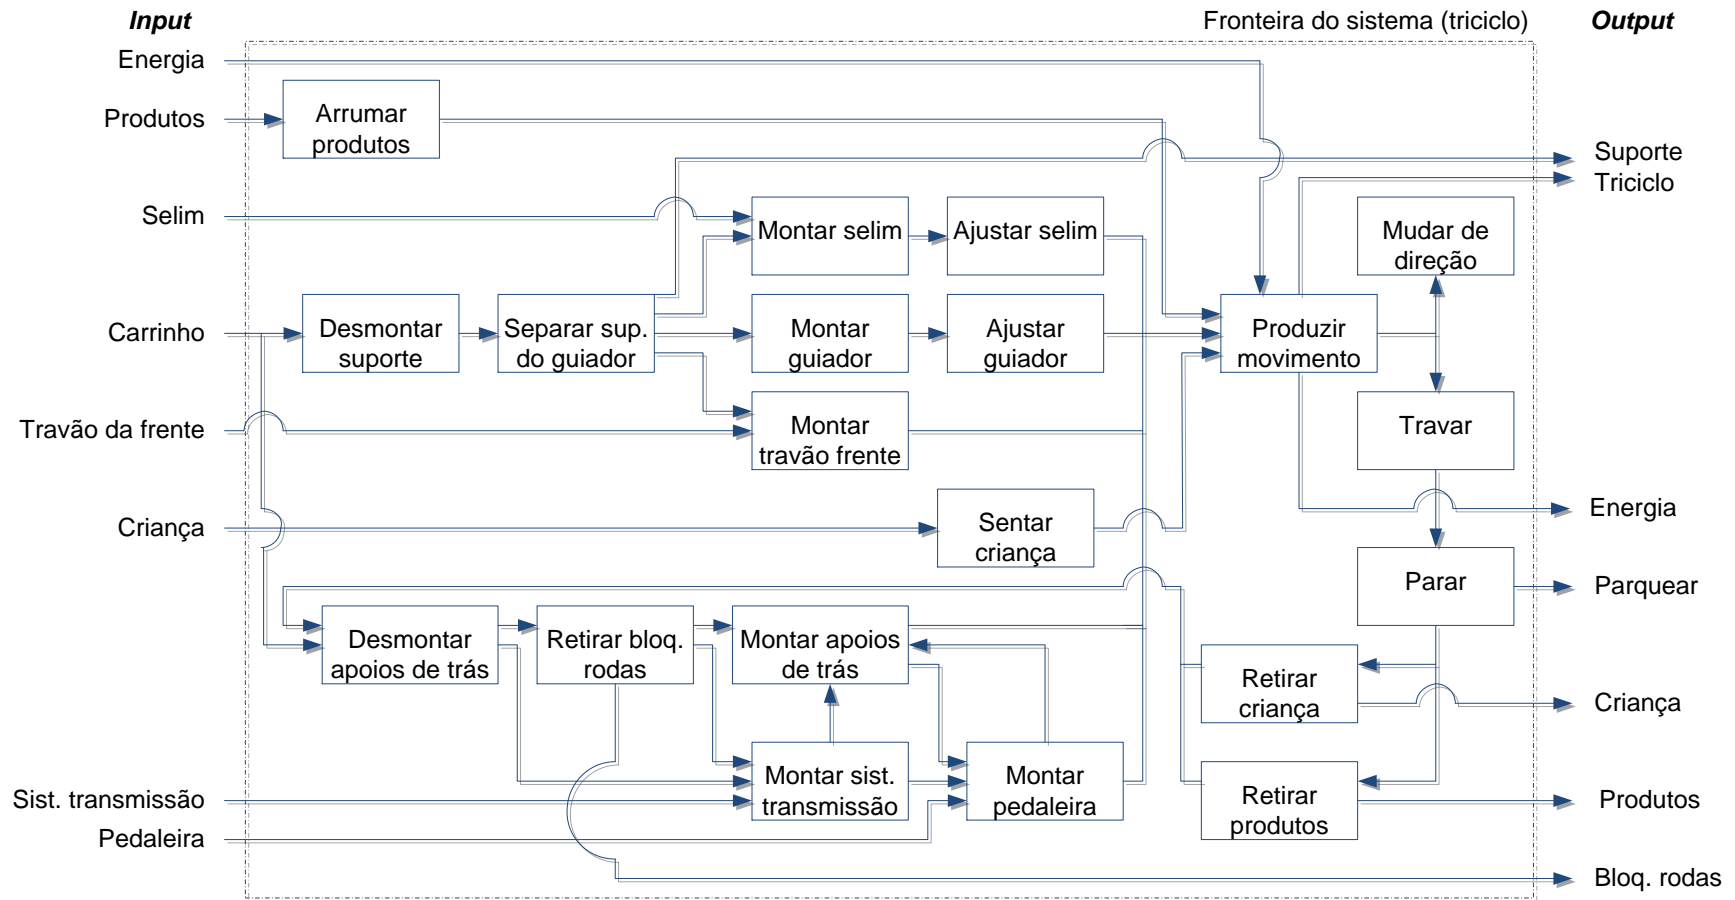 Input
Fronteira do sistema (triciclo)
Output
Energia
Produtos
Arrumar
produtos
Suporte
Triciclo
Selim
Montar selim
Ajustar selim
Mudar de
direção
Carrinho
Desmontar
suporte
Separar sup.
do guiador
Montar
guiador
Ajustar
guiador
Produzir
movimento
Travão da frente
Montar
travão frente
Travar
Criança
Sentar
criança
Energia
Parar
Parquear
Desmontar
apoios de trás
Retirar bloq.
rodas
Montar apoios
de trás
Retirar
criança
Criança
Sist. transmissão
Pedaleira
Montar sist.
transmissão
Montar
pedaleira
Retirar
produtos
Produtos
Bloq. rodas